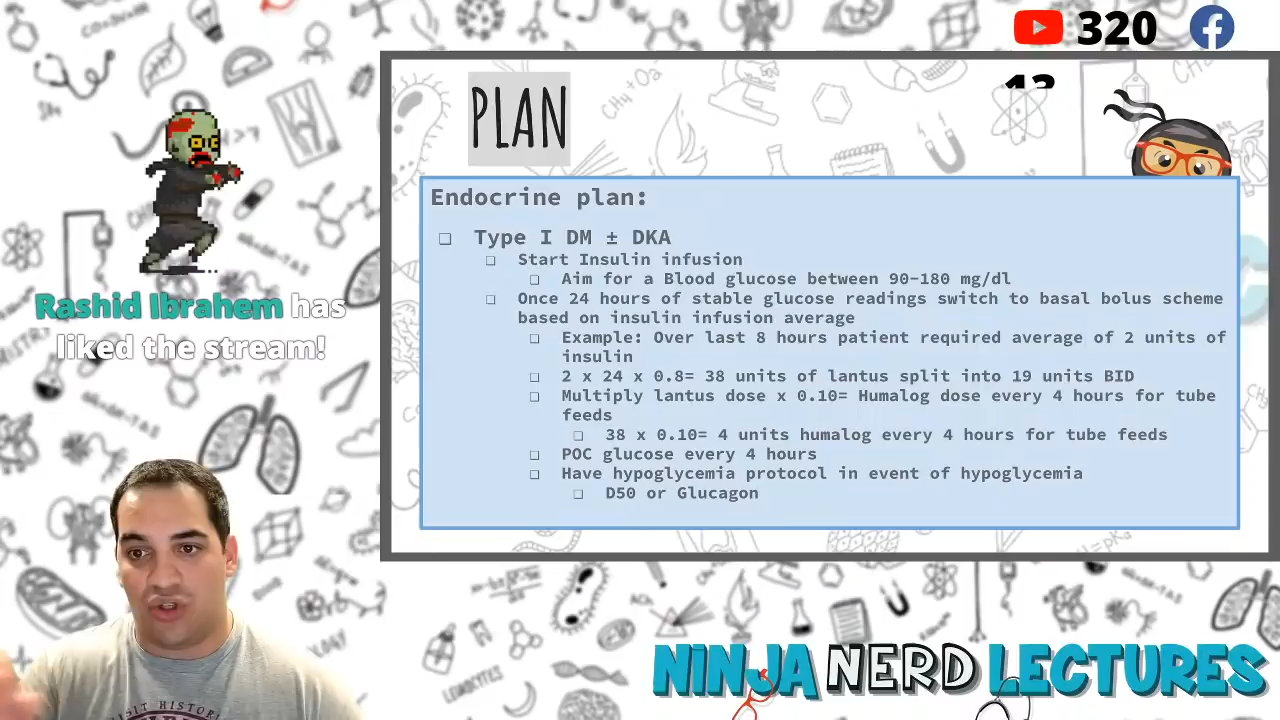 320
PLAN
Endocrine plan:
❑ Type I DM ± DKA
❑ Start Insulin infusion
❑ Aim for a Blood glucose between 90-180 mg/dl
❑ Once 24 hours of stable glucose readings switch to basal bolus scheme
based on insulin infusion average
❑ Example: Over last 8 hours patient required average of 2 units of
insulin
❑ 2 x 24 x 0.8= 38 units of lantus split into 19 units BID
❑ Multiply lantus dose x 0.10= Humalog dose every 4 hours for tube
feeds
❑ 38 x 0.10= 4 units humalog every 4 hours for tube feeds
❑ POC glucose every 4 hours
❑ Have hypoglycemia protocol in event of hypoglycemia
❑ D50 or Glucagon
Rashid Ibrahem has
liked the stream!
NINJA NERD LECTURES